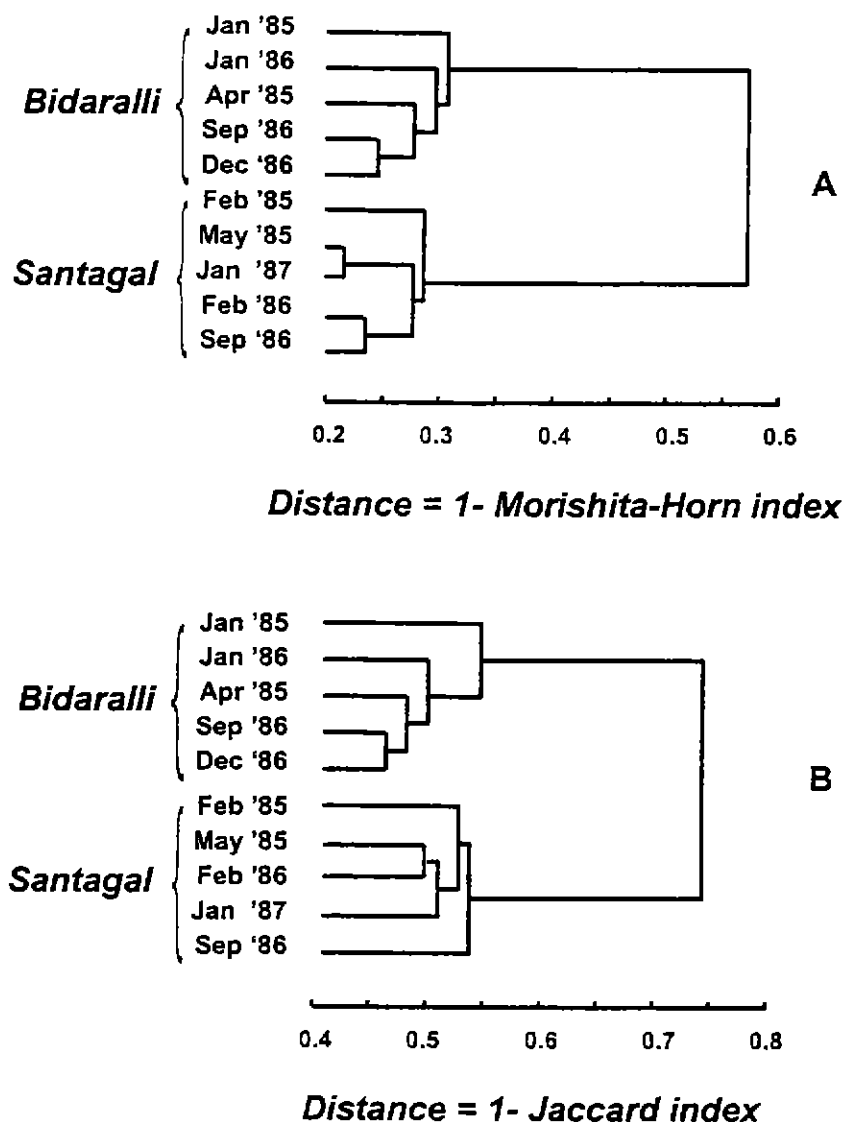 Jan '85
Jan '86
Bidaralli
Apr '85
Sep '86
Dec '86
A
Feb '85
May '85
Santagal
Jan '87
Feb '86
Sep '86
0.2 0.3 0.4 0.5 0.6
Distance = 1- Morishita-Horn index
Jan '85
Jan '86
Bidaralli
Apr '85
Sep '86
Dec '86
B
Feb '85
May '85
Santagal
Feb '86
Jan '87
Sep '86
0.4 0.5 0.6 0.7 0.8
Distance = 1- Jaccard index